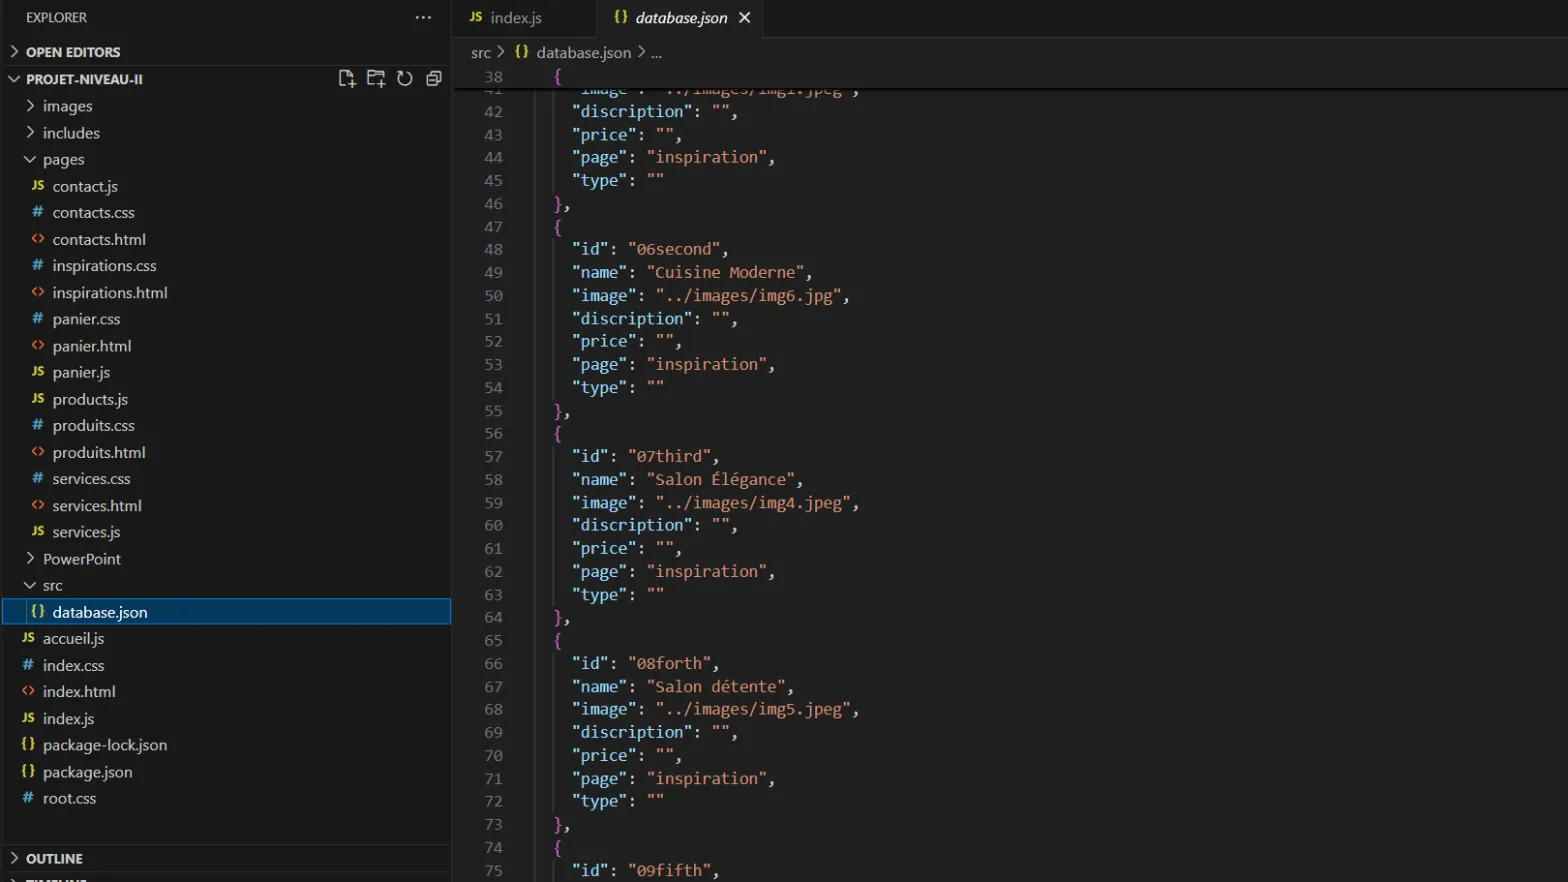 EXPLORER
OPEN EDITORS
PROJET-NIVEAU-II
images
includes
pages
JS contact.js
# contacts.css
<> contacts.html
# inspirations.css
<> inspirations.html
# panier.css
<> panier.html
JS panier.js
JS products.js
# produits.css
<> produits.html
# services.css
<> services.html
JS services.js
PowerPoint
src
{} database.json
JS accueil.js
# index.css
<> index.html
JS index.js
{} package-lock.json
{} package.json
# root.css
OUTLINE
TIMELINE
JS index.js
{} database.json
src > {} database.json > ...
38 {
41 "image": "../images/img1.jpeg",
42 "discription": "",
43 "price": "",
44 "page": "inspiration",
45 "type": ""
46 },
47 {
48 "id": "06second",
49 "name": "Cuisine Moderne",
50 "image": "../images/img6.jpg",
51 "discription": "",
52 "price": "",
53 "page": "inspiration",
54 "type": ""
55 },
56 {
57 "id": "07third",
58 "name": "Salon Élégance",
59 "image": "../images/img4.jpeg",
60 "discription": "",
61 "price": "",
62 "page": "inspiration",
63 "type": ""
64 },
65 {
66 "id": "08forth",
67 "name": "Salon détente",
68 "image": "../images/img5.jpeg",
69 "discription": "",
70 "price": "",
71 "page": "inspiration",
72 "type": ""
73 },
74 {
75 "id": "09fifth",